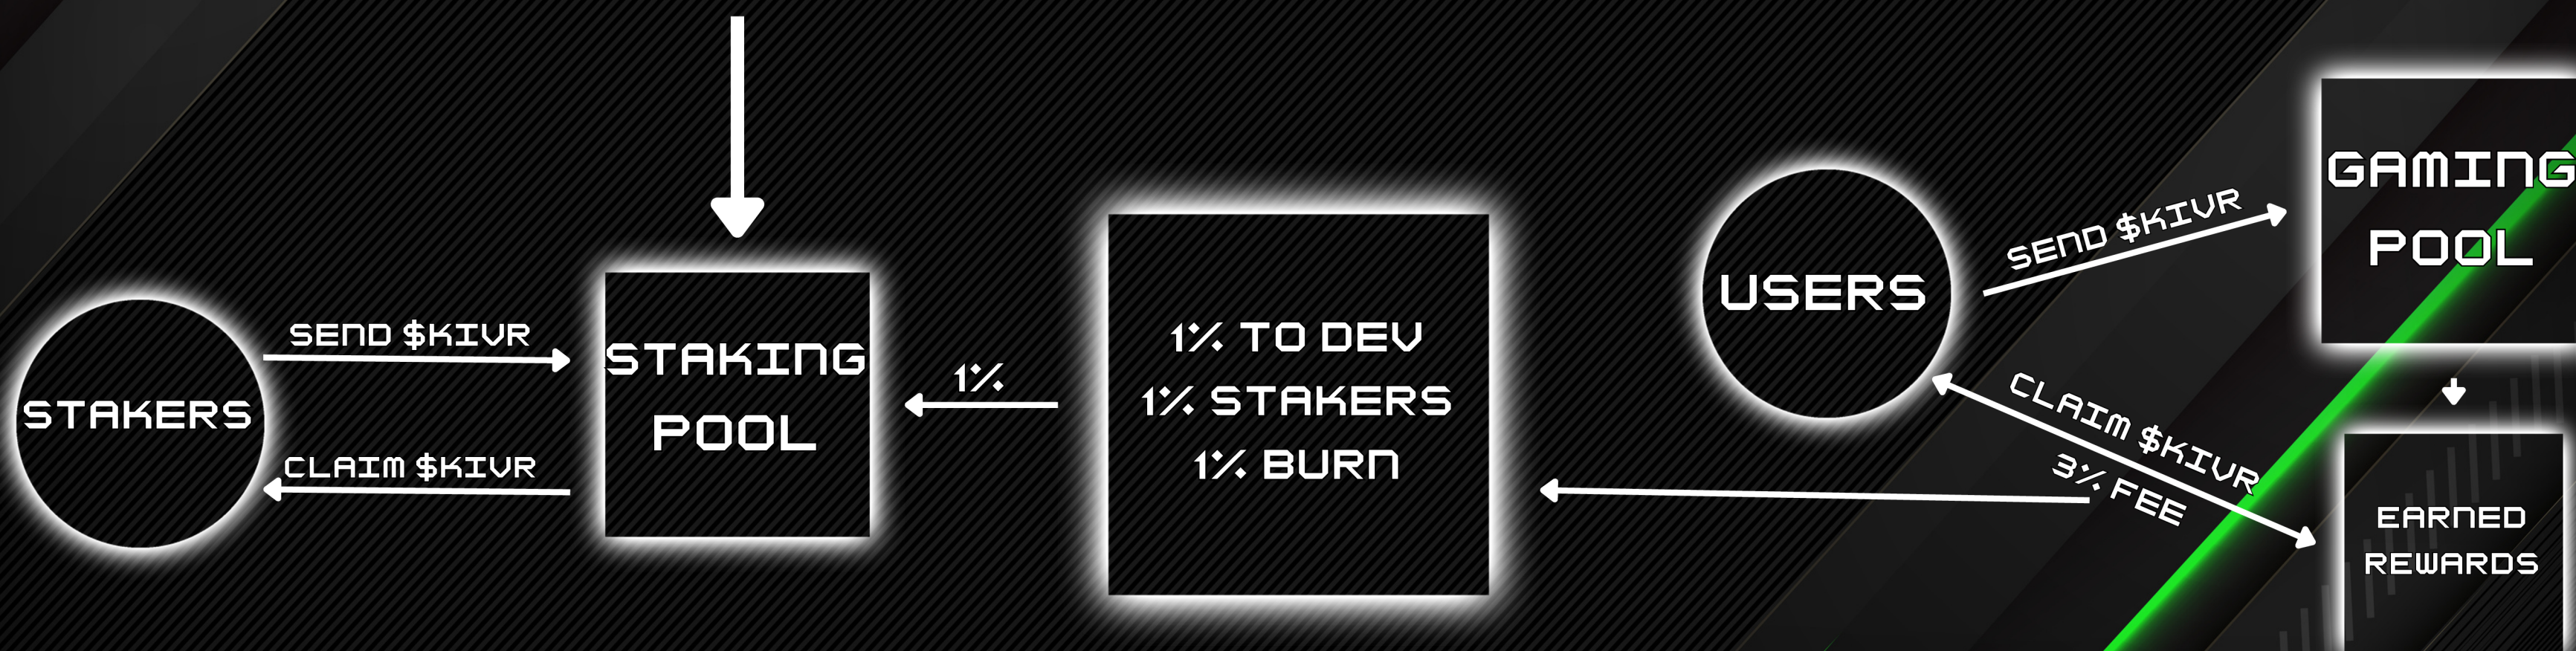 STAKERS
SEND $KIVR
CLAIM $KIVR
STAKING
POOL
1%
1% TO DEV
1% STAKERS
1% BURN
USERS
SEND $KIVR
CLAIM $KIVR
3% FEE
GAMING
POOL
EARNED
REWARDS